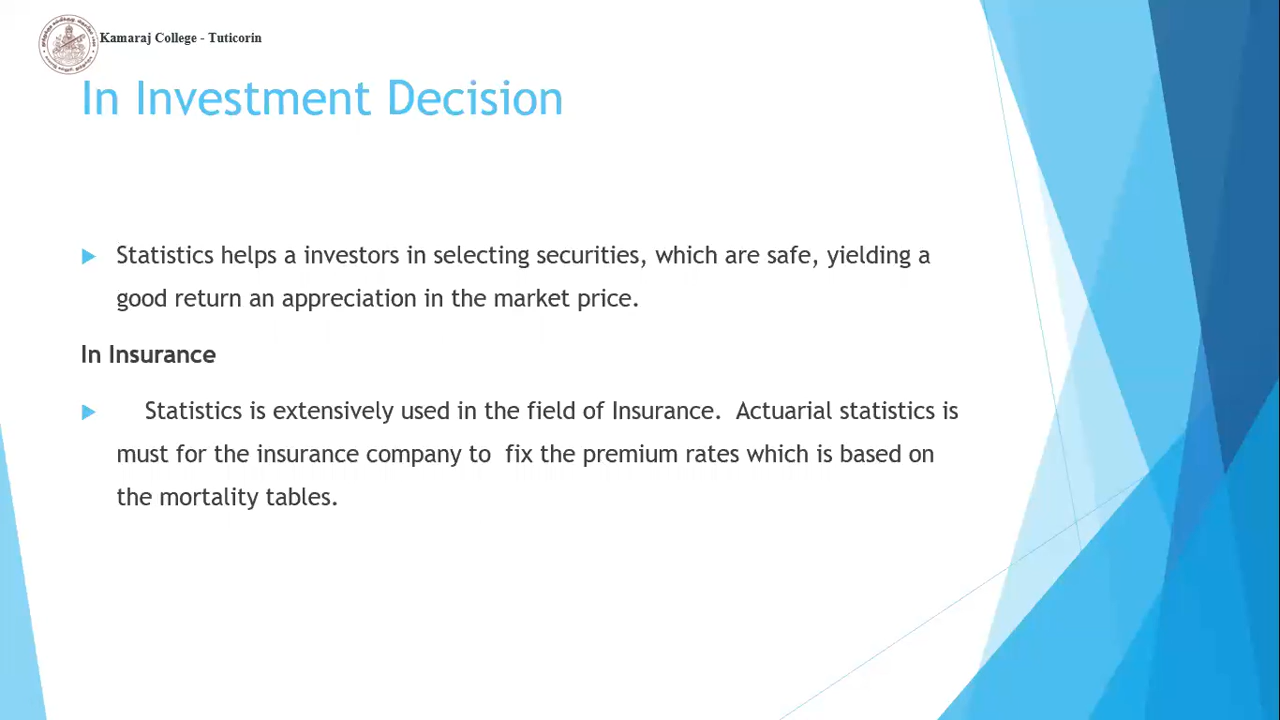 Kamaraj College - Tuticorin
In Investment Decision
Statistics helps a investors in selecting securities, which are safe, yielding a
good return an appreciation in the market price.
In Insurance
Statistics is extensively used in the field of Insurance. Actuarial statistics is
must for the insurance company to fix the premium rates which is based on
the mortality tables.